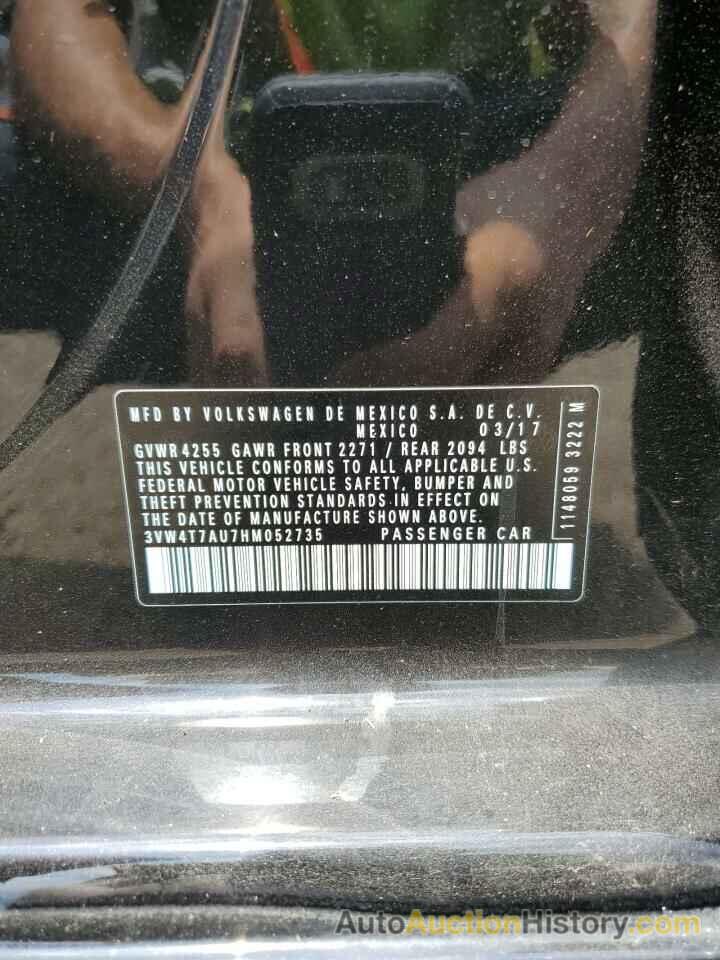 MFD BY VOLKSWAGEN DE MEXICO S.A. DE C.V.
MEXICO 03/17
GVWR4255 GAWR FRONT 2271 / REAR 2094 LBS
THIS VEHICLE CONFORMS TO ALL APPLICABLE U.S.
FEDERAL MOTOR VEHICLE SAFETY, BUMPER AND
THEFT PREVENTION STANDARDS IN EFFECT ON
THE DATE OF MANUFACTURE SHOWN ABOVE.
3VW4T7AU7HM052735 PASSENGER CAR
1148059 3222 M
AutoAuctionHistory.com